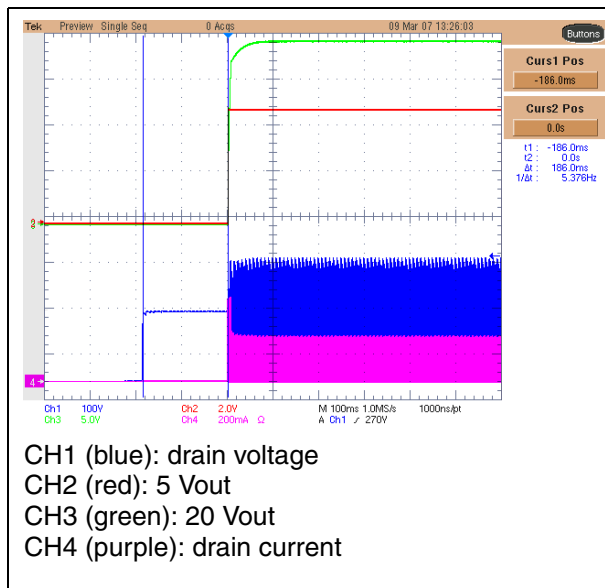 Tek Preview Single Seq 0 Acqs 09 Mar 07 13:26:03
Buttons
Curs1 Pos
-186.0ms
Curs2 Pos
0.0s
t1 : -186.0ms
t2 : 0.0s
Δt : 186.0ms
1/Δt : 5.376Hz
2
4
Ch1 100V Ch2 2.0V M 100ms 1.0MS/s 1000ns/pt
Ch3 5.0V Ch4 200mA Ω A Ch1 ∕ 270V
CH1 (blue): drain voltage
CH2 (red): 5 Vout
CH3 (green): 20 Vout
CH4 (purple): drain current